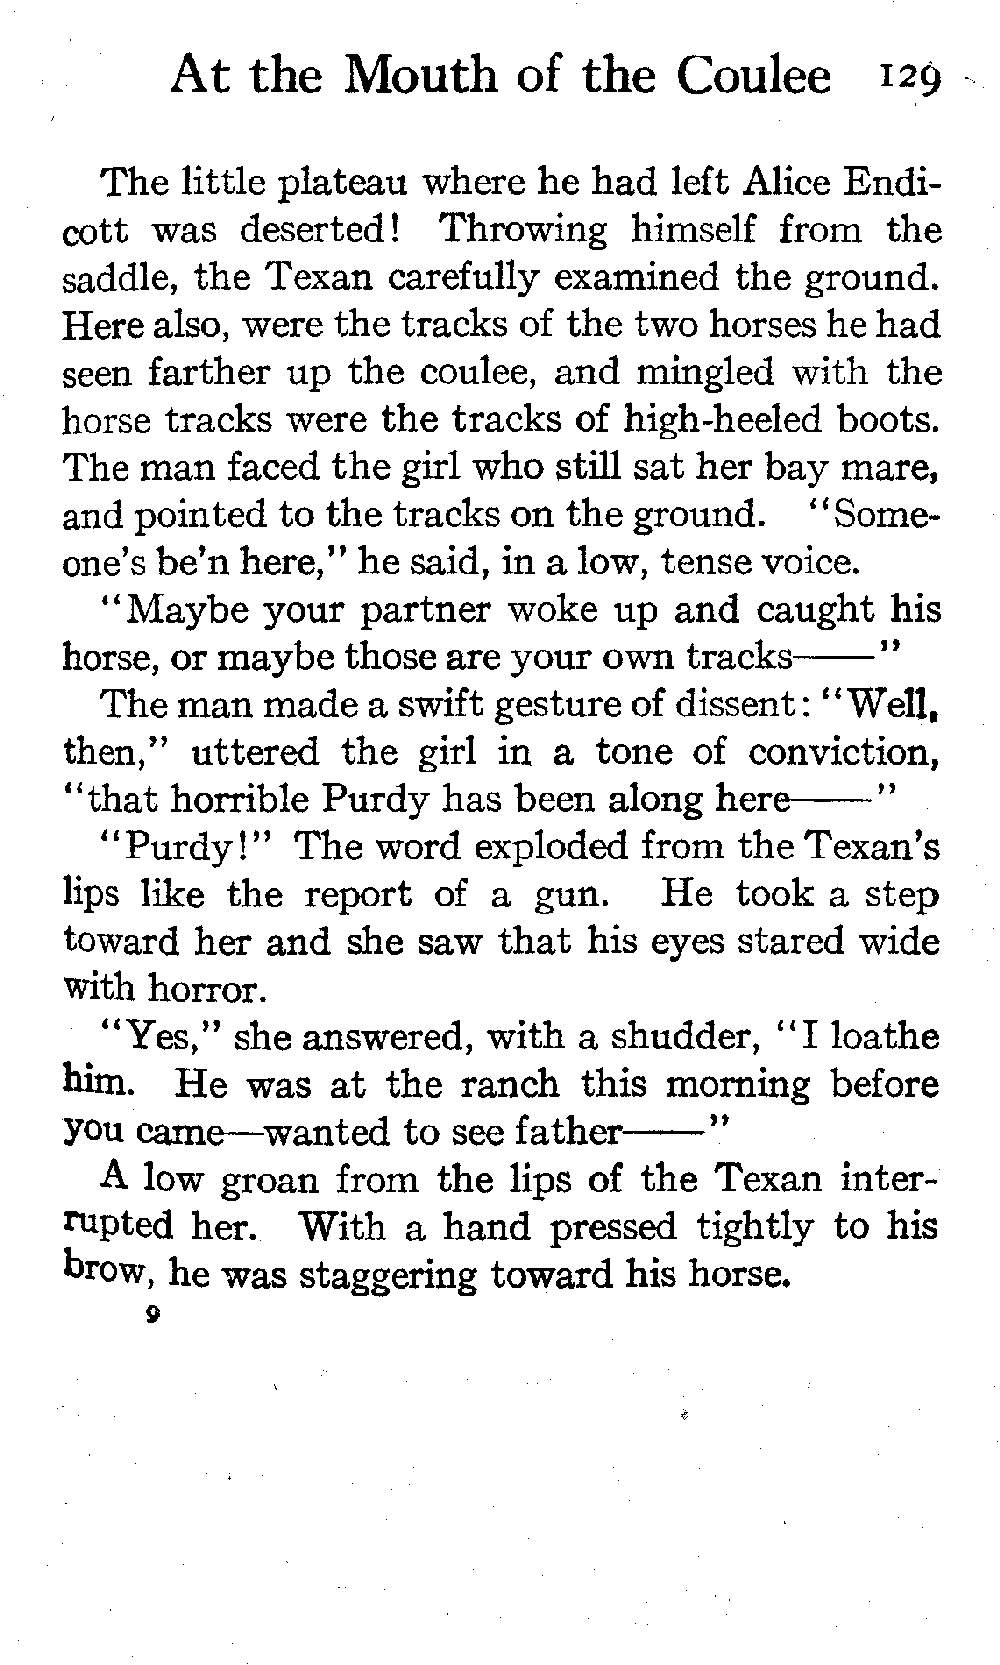 At the Mouth of the Coulee 129
The little plateau where he had left Alice Endi-
cott was deserted! Throwing himself from the
saddle, the Texan carefully examined the ground.
Here also, were the tracks of the two horses he had
seen farther up the coulee, and mingled with the
horse tracks were the tracks of high-heeled boots.
The man faced the girl who still sat her bay mare,
and pointed to the tracks on the ground. "Some-
one's be'n here," he said, in a low, tense voice.
"Maybe your partner woke up and caught his
horse, or maybe those are your own tracks——"
The man made a swift gesture of dissent: "Well,
then," uttered the girl in a tone of conviction,
"that horrible Purdy has been along here——"
"Purdy!" The word exploded from the Texan's
lips like the report of a gun. He took a step
toward her and she saw that his eyes stared wide
with horror.
"Yes," she answered, with a shudder, "I loathe
him. He was at the ranch this morning before
you came—wanted to see father——"
A low groan from the lips of the Texan inter-
rupted her. With a hand pressed tightly to his
brow, he was staggering toward his horse.
9